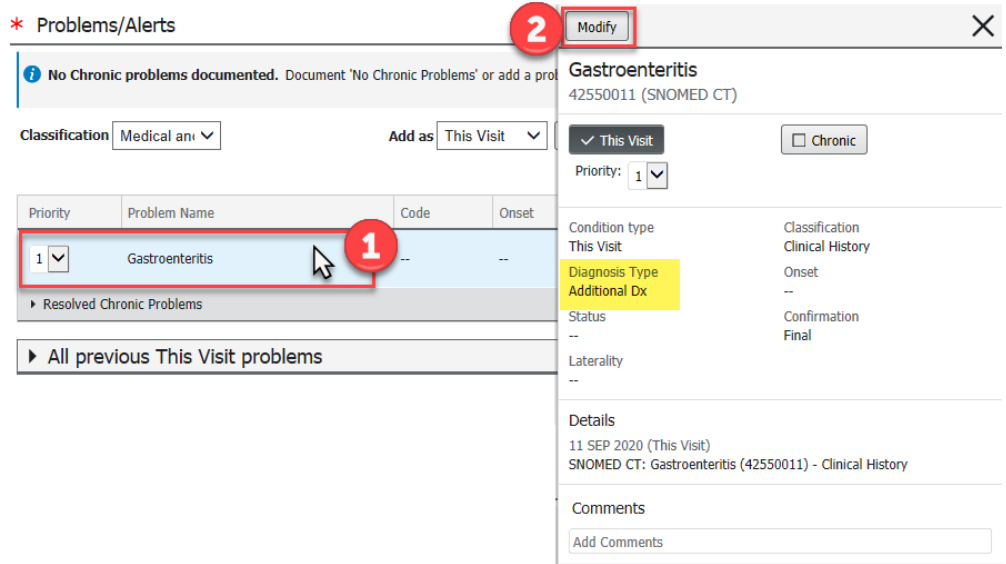 * Problems/Alerts
No Chronic problems documented. Document 'No Chronic Problems' or add a
Classification Medical Add as This Visit
Priority Problem Name Code Onset
1 Gastroenteritis -- --
1
Resolved Chronic Problems
All previous This Visit problems
2
Modify
Gastroenteritis
42550011 (SNOMED CT)
This Visit Chronic
Priority: 1
Condition type Classification
This Visit Clinical History
Diagnosis Type Onset
Additional Dx --
Status Confirmation
-- Final
Laterality
--
Details
11 SEP 2020 (This Visit)
SNOMED CT: Gastroenteritis (42550011) - Clinical History
Comments
Add Comments